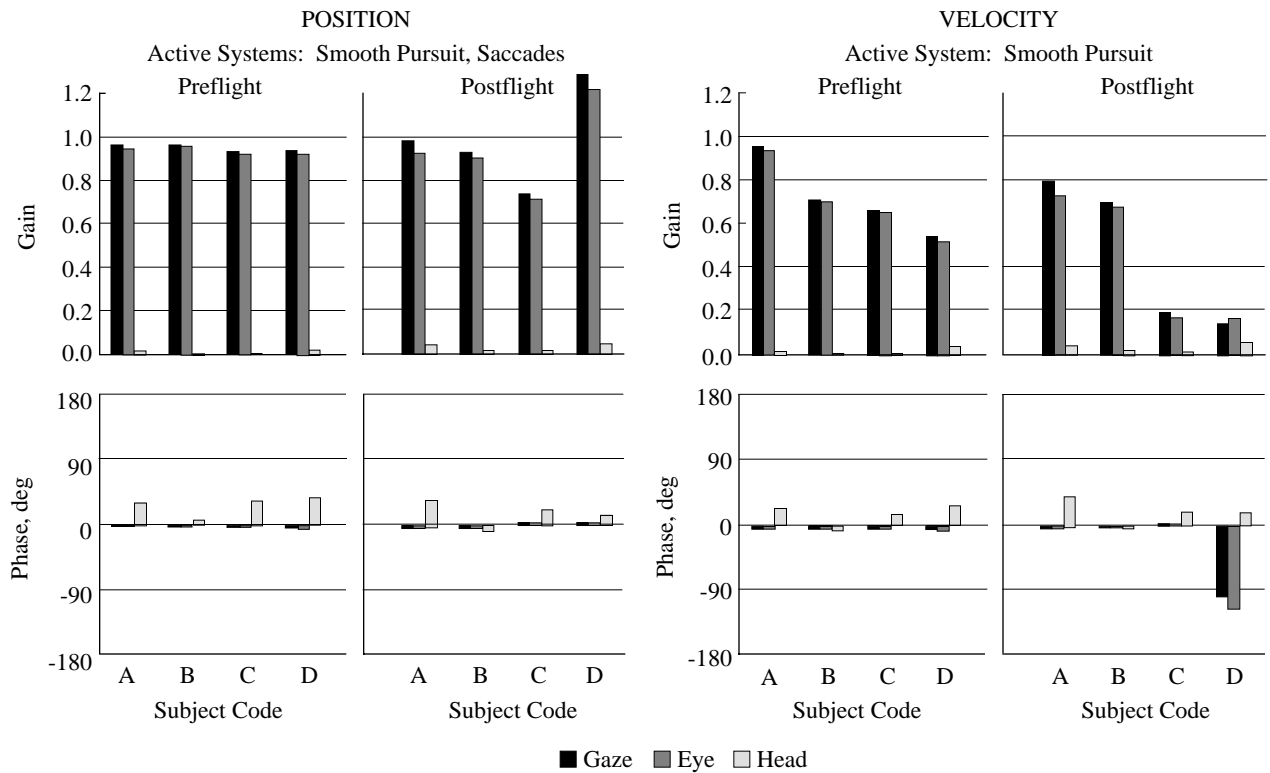 POSITION
Active Systems: Smooth Pursuit, Saccades
Preflight
Postflight
Gain
1.2
1.0
0.8
0.6
0.4
0.2
0.0
Phase, deg
180
90
0
-90
-180
A B C D
A B C D
Subject Code
Subject Code
VELOCITY
Active System: Smooth Pursuit
Preflight
Postflight
Gain
1.2
1.0
0.8
0.6
0.4
0.2
0.0
Phase, deg
180
90
0
-90
-180
A B C D
A B C D
Subject Code
Subject Code
Gaze Eye Head